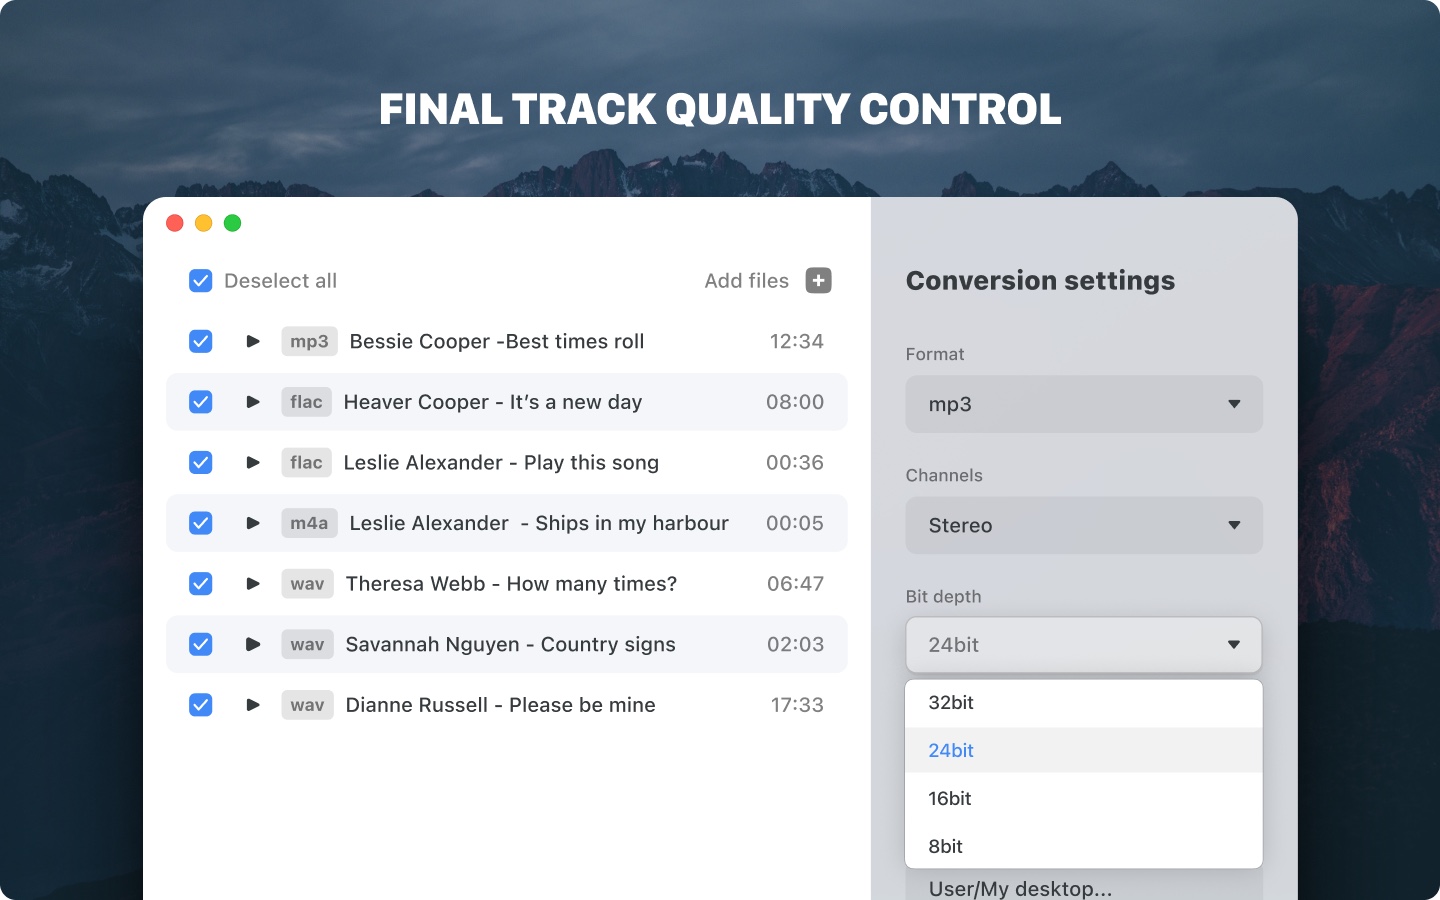 FINAL TRACK QUALITY CONTROL
Deselect all
Add files
mp3 Bessie Cooper -Best times roll 12:34
flac Heaver Cooper - It’s a new day 08:00
flac Leslie Alexander - Play this song 00:36
m4a Leslie Alexander  - Ships in my harbour 00:05
wav Theresa Webb - How many times? 06:47
wav Savannah Nguyen - Country signs 02:03
wav Dianne Russell - Please be mine 17:33
Conversion settings
Format
mp3
Channels
Stereo
Bit depth
24bit
32bit
24bit
16bit
8bit
User/My desktop...